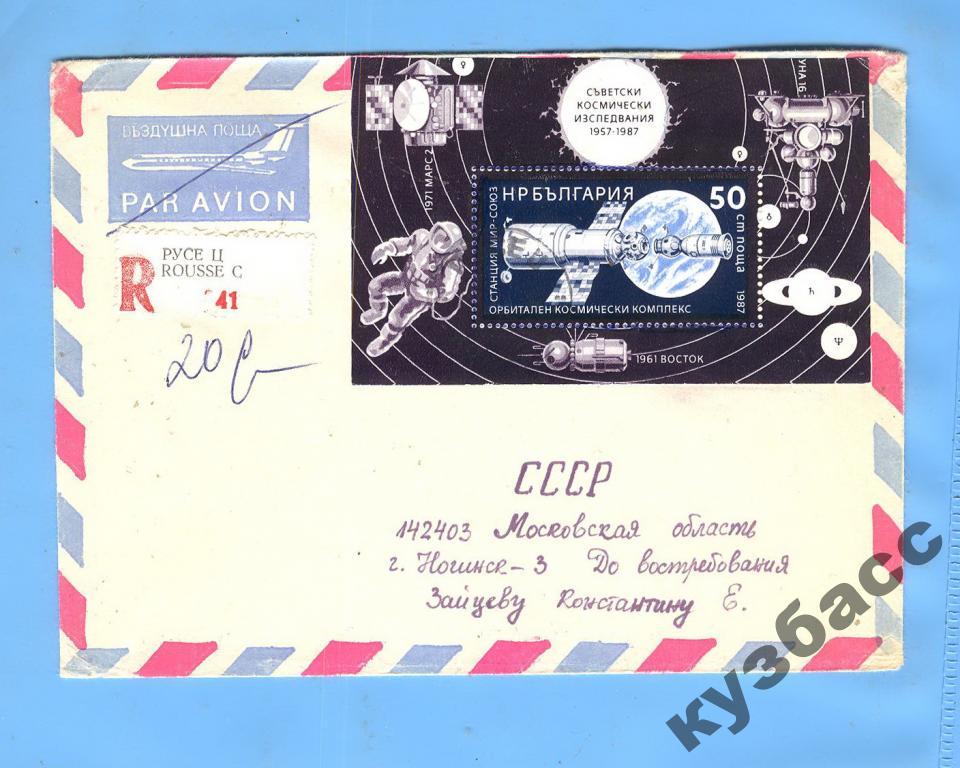 ВЪЗДУШНА ПОЩА
PAR AVION
РУСЕ Ц
ROUSSE C
R
41
20
СЪВЕТСКИ
КОСМИЧЕСКИ
ИЗСЛЕДВАНИЯ
1957-1987
1971 МАРС 2
ЛУНА 16
НР БЪЛГАРИЯ
50
ст поща
1987
СТАНЦИЯ МИР-СОЮЗ
ОРБИТАЛЕН КОСМИЧЕСКИ КОМПЛЕКС
1961 ВОСТОК
СССР
142403 Московская область
г. Ногинск-3 До востребования
Зайцеву Константину Е.
кузбасс